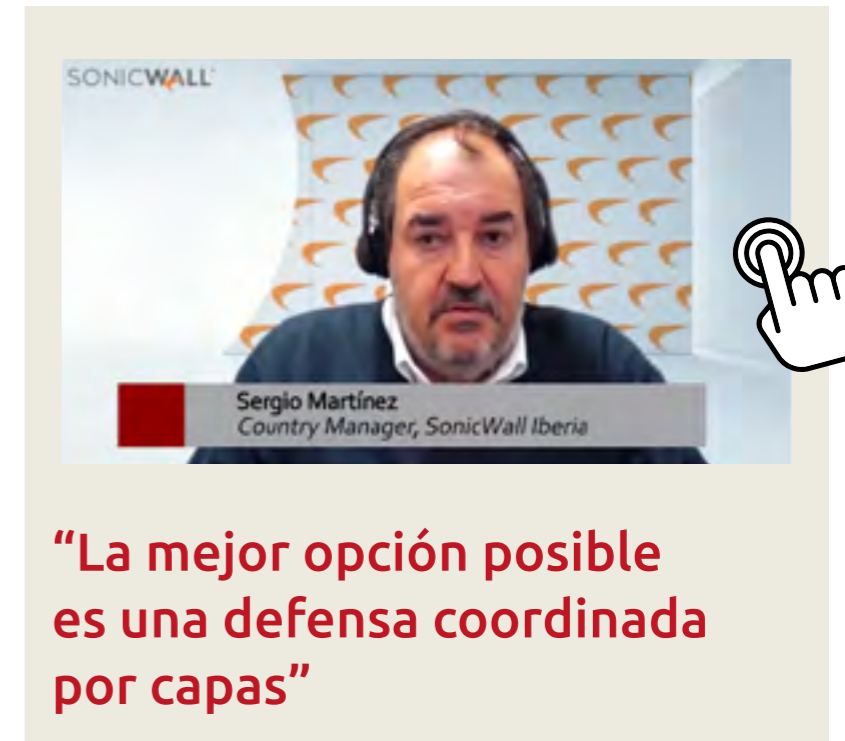 SONICWALL
Sergio Martínez
Country Manager, SonicWall Iberia
“La mejor opción posible
es una defensa coordinada
por capas”